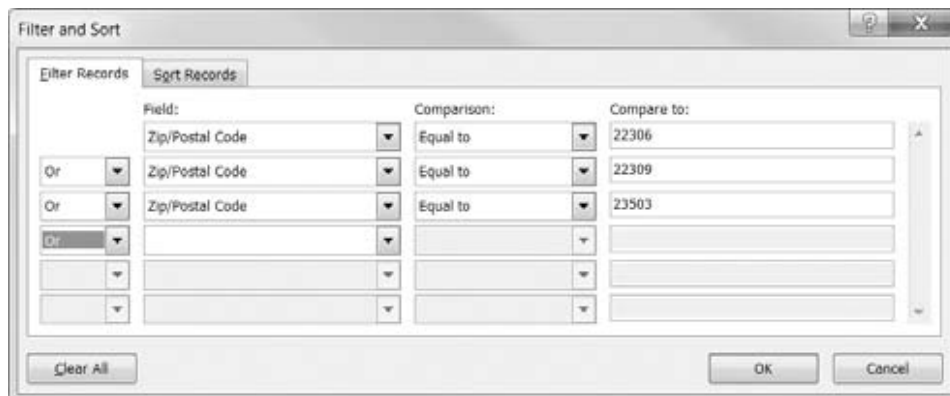 Filter and Sort
Filter Records Sort Records
Field: Comparison: Compare to:
Zip/Postal Code Equal to 22306
Or Zip/Postal Code Equal to 22309
Or Zip/Postal Code Equal to 23503
Or
Clear All OK Cancel